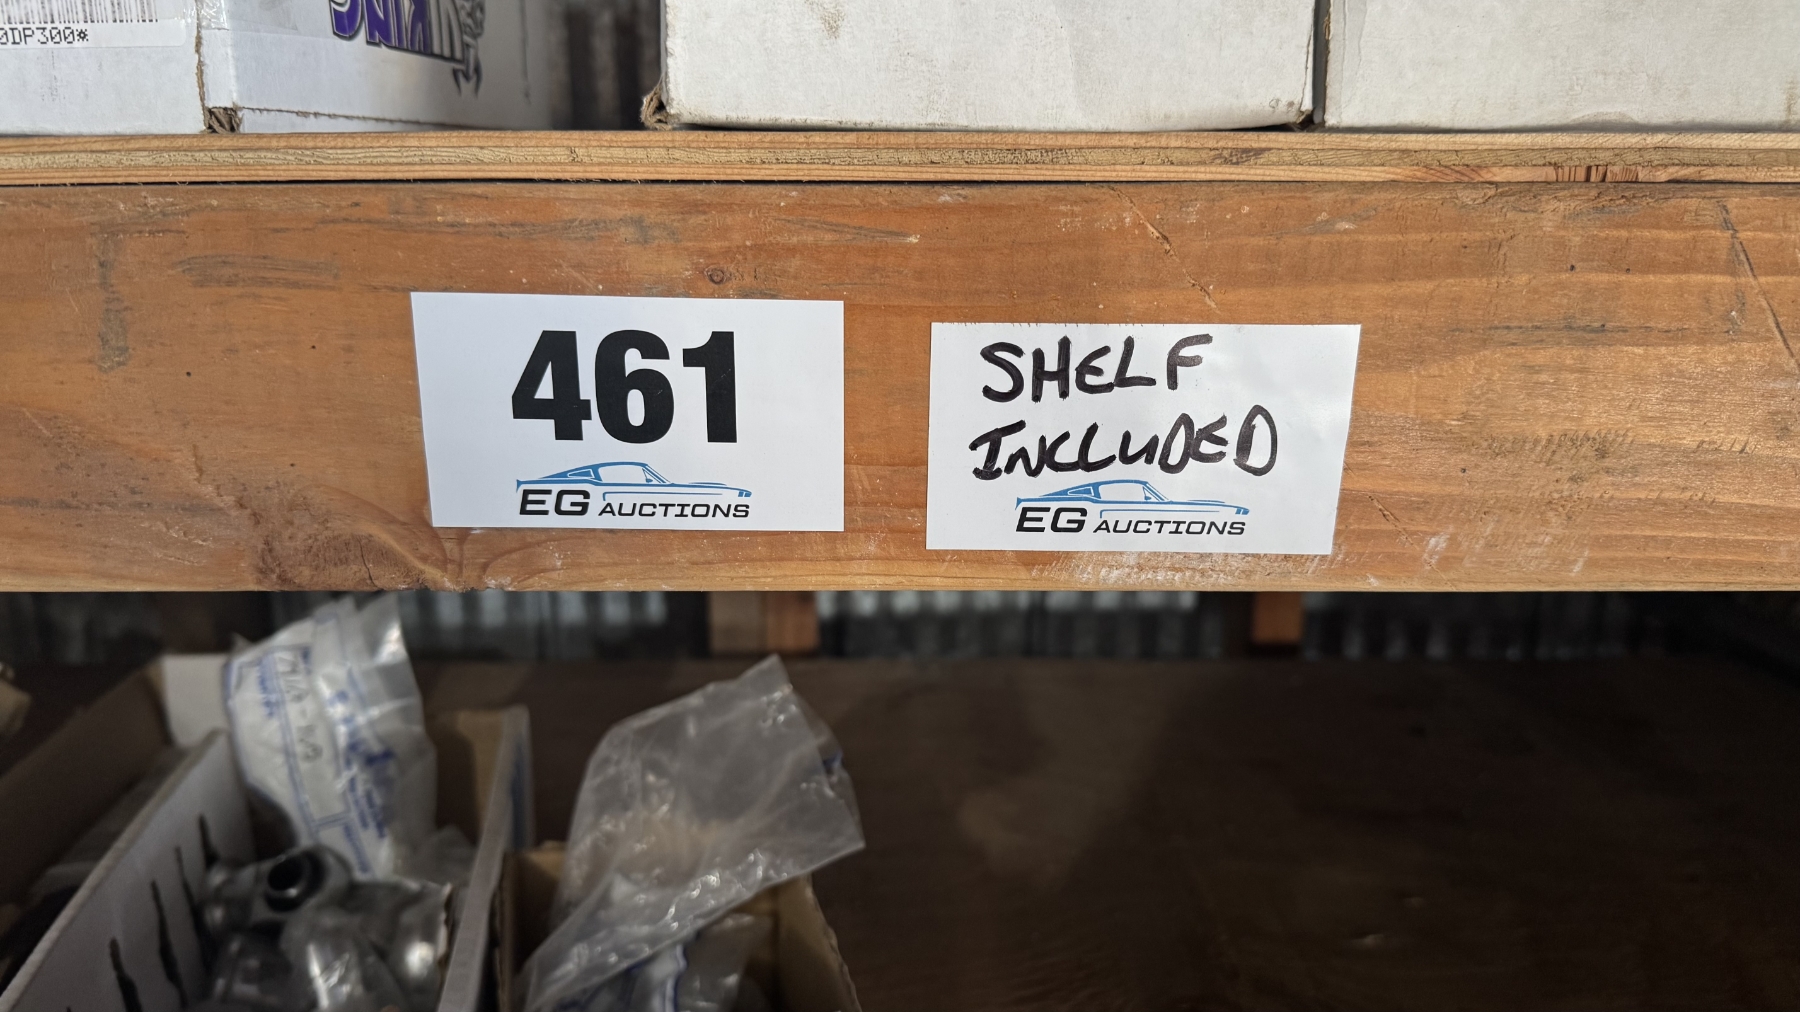 0DP300*
461
EG AUCTIONS
SHELF
INCLUDED
EG AUCTIONS